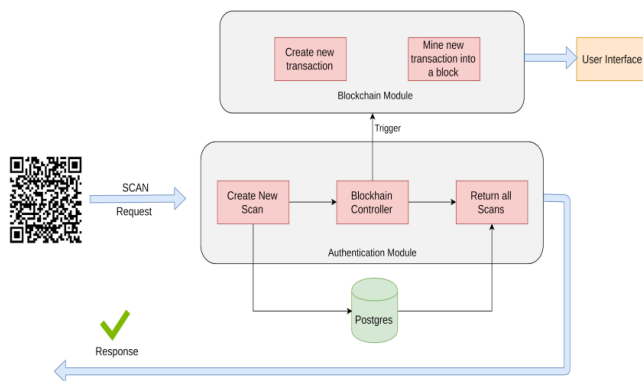 Create new
transaction
Mine new
transaction into
a block
User Interface
Blockchain Module
Trigger
SCAN
Request
Create New
Scan
Blockhain
Controller
Return all
Scans
Authentication Module
Postgres
Response